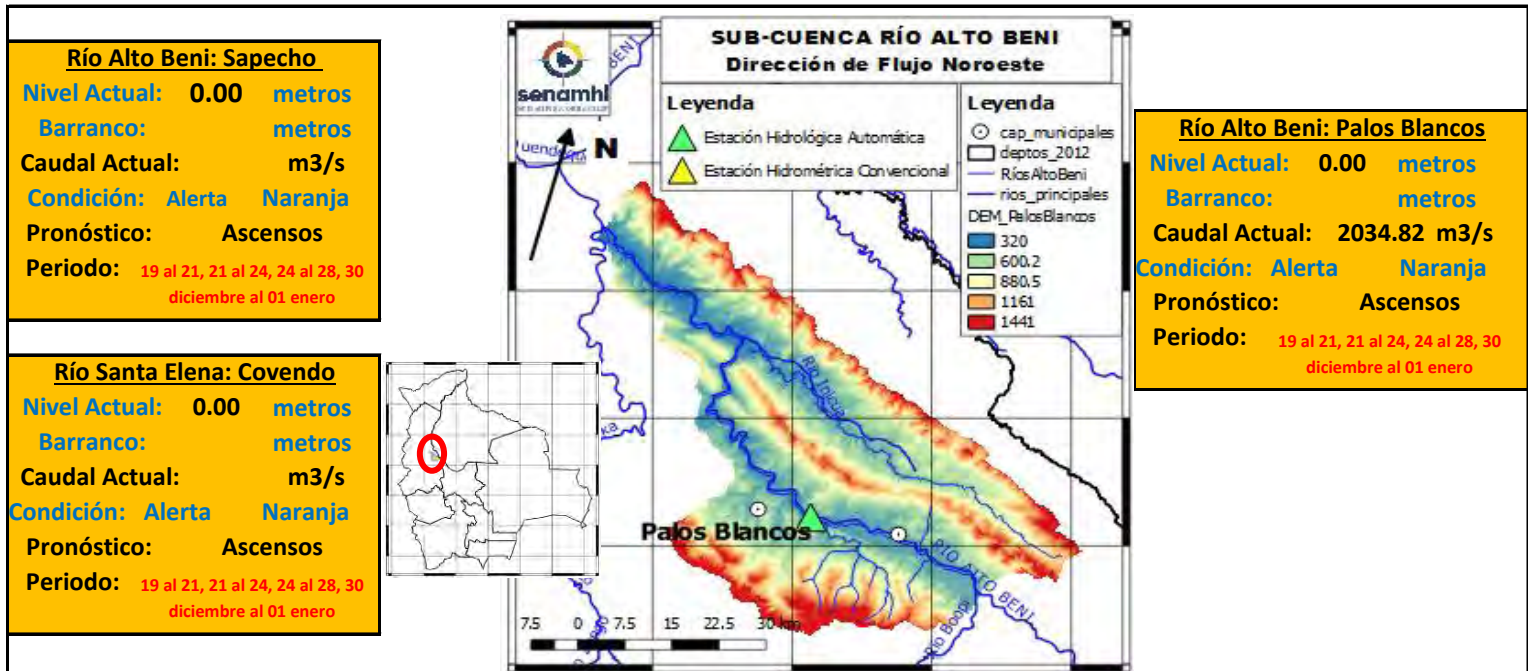 Río Alto Beni: Sapecho
Nivel Actual: 0.00 metros
Barranco: metros
Caudal Actual: m3/s
Condición: Alerta Naranja
Pronóstico: Ascensos
Periodo: 19 al 21, 21 al 24, 24 al 28, 30
diciembre al 01 enero
Río Santa Elena: Covendo
Nivel Actual: 0.00 metros
Barranco: metros
Caudal Actual: m3/s
Condición: Alerta Naranja
Pronóstico: Ascensos
Periodo: 19 al 21, 21 al 24, 24 al 28, 30
diciembre al 01 enero
senamhi
SUB-CUENCA RÍO ALTO BENI
Dirección de Flujo Noroeste
Leyenda
Estación Hidrológica Automática
Estación Hidrométrica Convencional
Leyenda
cap_municipales
deptos_2012
RíosAltoBeni
rios_principales
DEM_PalosBlancos
320
600.2
880.5
1161
1441
BENI
N
Río Inicua
Palos Blancos
RIO ALTO BENI
Río Boopi
7.5 0 7.5 15 22.5 30 km
Río Alto Beni: Palos Blancos
Nivel Actual: 0.00 metros
Barranco: metros
Caudal Actual: 2034.82 m3/s
Condición: Alerta Naranja
Pronóstico: Ascensos
Periodo: 19 al 21, 21 al 24, 24 al 28, 30
diciembre al 01 enero